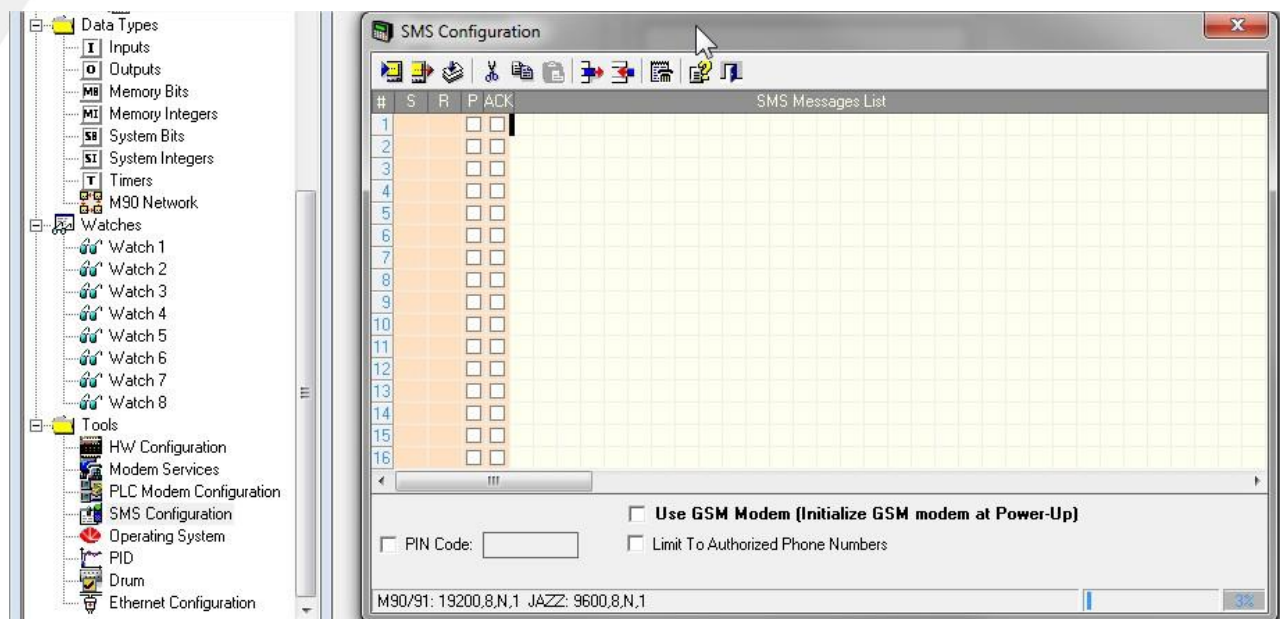 Data Types
I Inputs
O Outputs
MB Memory Bits
MI Memory Integers
SB System Bits
SI System Integers
T Timers
M90 Network
Watches
Watch 1
Watch 2
Watch 3
Watch 4
Watch 5
Watch 6
Watch 7
Watch 8
Tools
HW Configuration
Modem Services
PLC Modem Configuration
SMS Configuration
Operating System
PID
Drum
Ethernet Configuration
SMS Configuration
# S R P ACK SMS Messages List
1
2
3
4
5
6
7
8
9
10
11
12
13
14
15
16
Use GSM Modem (Initialize GSM modem at Power-Up)
PIN Code: Limit To Authorized Phone Numbers
M90/91: 19200,8,N,1 JAZZ: 9600,8,N,1 3%